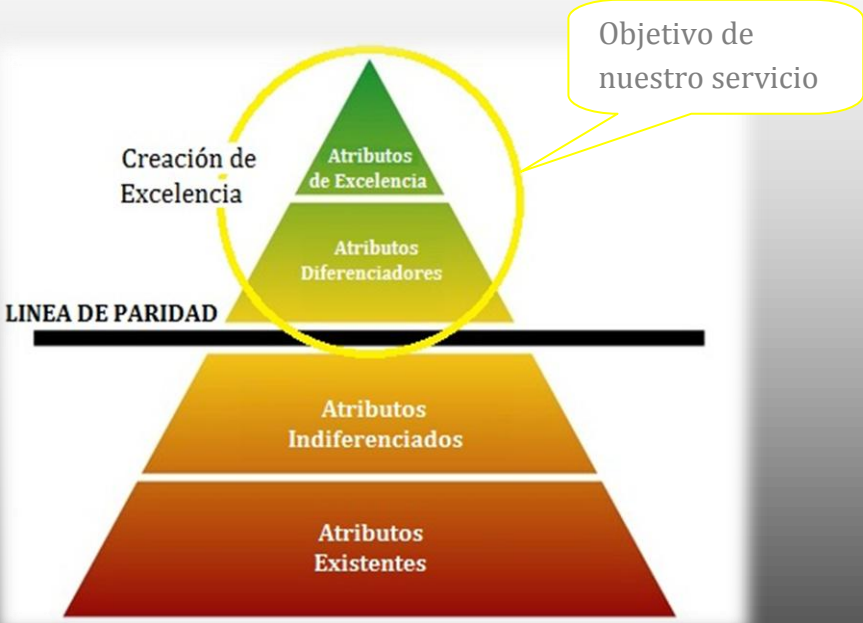 Objetivo de
nuestro servicio
Creación de
Excelencia
Atributos
de Excelencia
Atributos
Diferenciadores
LINEA DE PARIDAD
Atributos
Indiferenciados
Atributos
Existentes